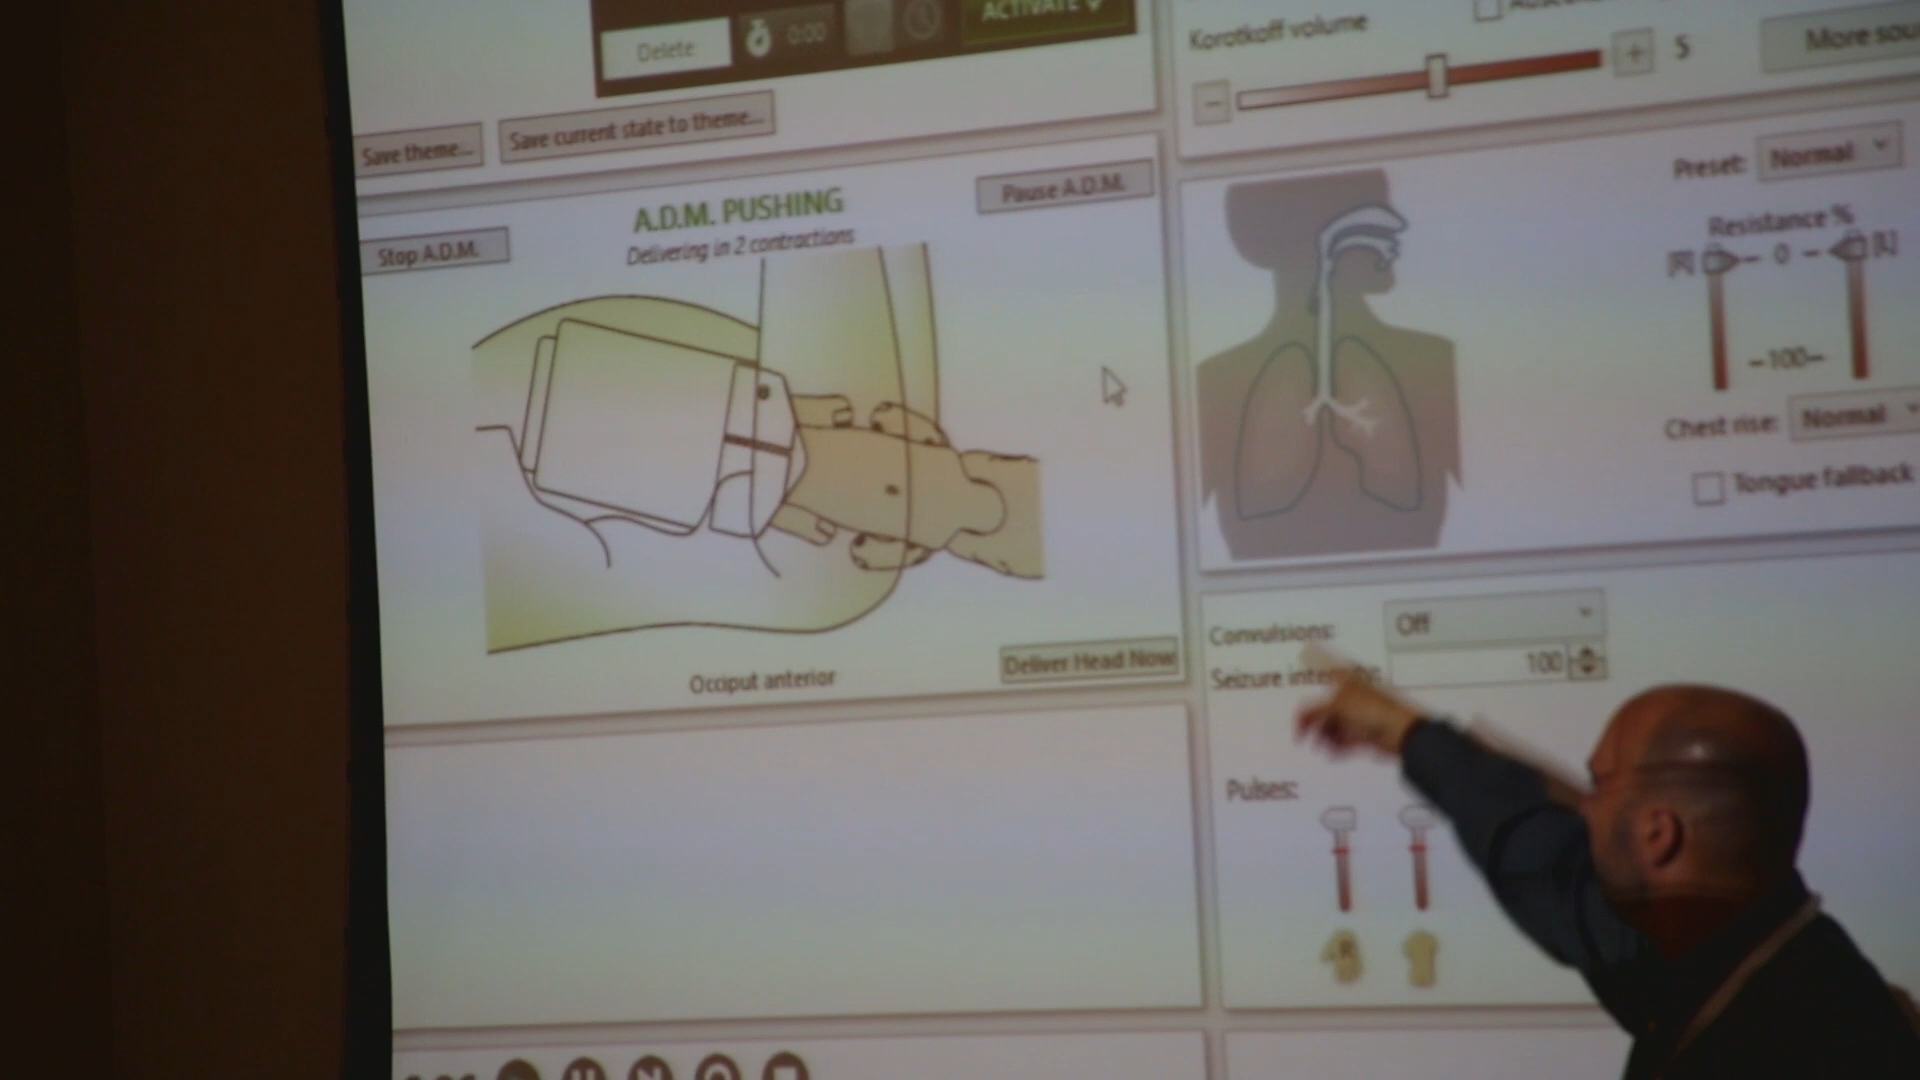 Delete
0:00
ACTIVATE
Korotkoff volume
5
More sou
Save theme...
Save current state to theme...
Stop A.D.M.
A.D.M. PUSHING
Delivering in 2 contractions
Pause A.D.M.
Occiput anterior
Deliver Head Now
Preset: Normal
Resistance %
[R] 0 [L]
-100-
Chest rise: Normal
Tongue fallback
Convulsions: Off
Seizure 100
Pulses:
R